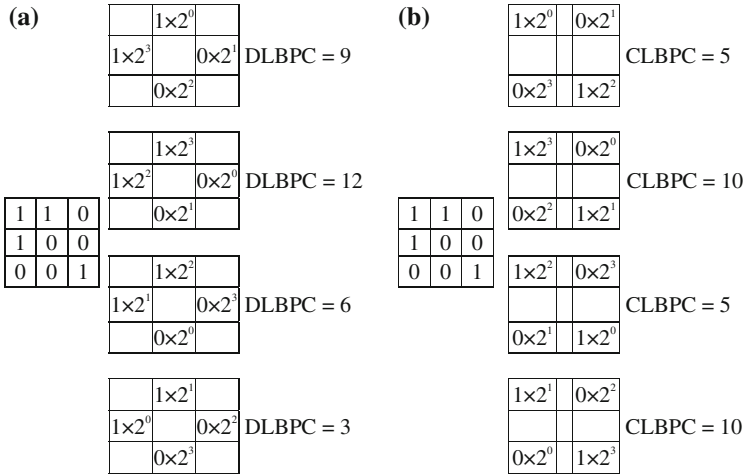 (a)
1×2⁰
1×2³ 0×2¹ DLBPC = 9
0×2²
1×2³
1×2² 0×2⁰ DLBPC = 12
0×2¹
1 1 0
1 0 0
0 0 1
1×2²
1×2¹ 0×2³ DLBPC = 6
0×2⁰
1×2¹
1×2⁰ 0×2² DLBPC = 3
0×2³
(b)
1×2⁰ 0×2¹
CLBPC = 5
0×2³ 1×2²
1×2³ 0×2⁰
CLBPC = 10
0×2² 1×2¹
1 1 0
1 0 0
0 0 1
1×2² 0×2³
CLBPC = 5
0×2¹ 1×2⁰
1×2¹ 0×2²
CLBPC = 10
0×2⁰ 1×2³